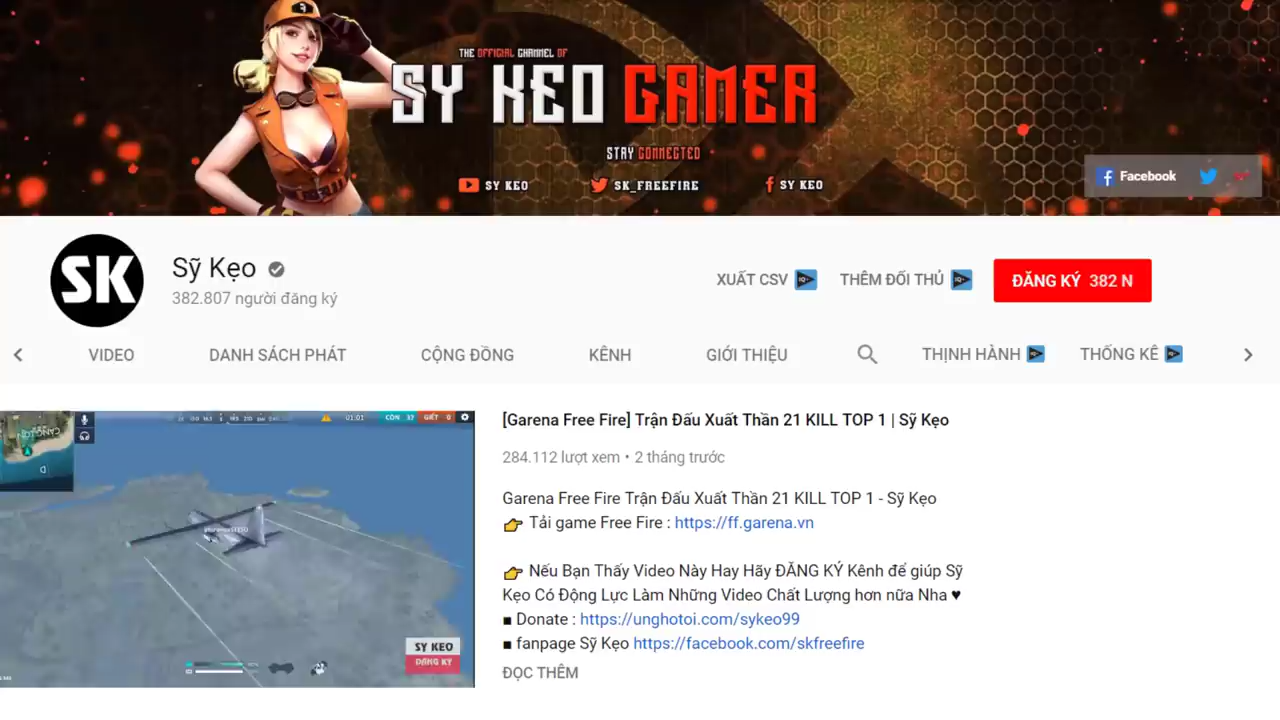 THE OFFICIAL CHANNEL OF
SY KEO GAMER
STAY CONNECTED
SY KEO
SK_FREEFIRE
SY KEO
Facebook
SK
Sỹ Kẹo
382.807 người đăng ký
XUẤT CSV
THÊM ĐỐI THỦ
ĐĂNG KÝ 382 N
VIDEO
DANH SÁCH PHÁT
CỘNG ĐỒNG
KÊNH
GIỚI THIỆU
THỊNH HÀNH
THỐNG KÊ
[Garena Free Fire] Trận Đấu Xuất Thần 21 KILL TOP 1 | Sỹ Kẹo
284.112 lượt xem • 2 tháng trước
Garena Free Fire Trận Đấu Xuất Thần 21 KILL TOP 1 - Sỹ Kẹo
👉 Tải game Free Fire : https://ff.garena.vn
👉 Nếu Bạn Thấy Video Này Hay Hãy ĐĂNG KÝ Kênh để giúp Sỹ
Kẹo Có Động Lực Làm Những Video Chất Lượng hơn nữa Nha ♥
■ Donate : https://unghotoi.com/sykeo99
■ fanpage Sỹ Kẹo https://facebook.com/skfreefire
ĐỌC THÊM
01:01
CÒN 37
GIẾT 0
SY KEO
ĐĂNG KÝ